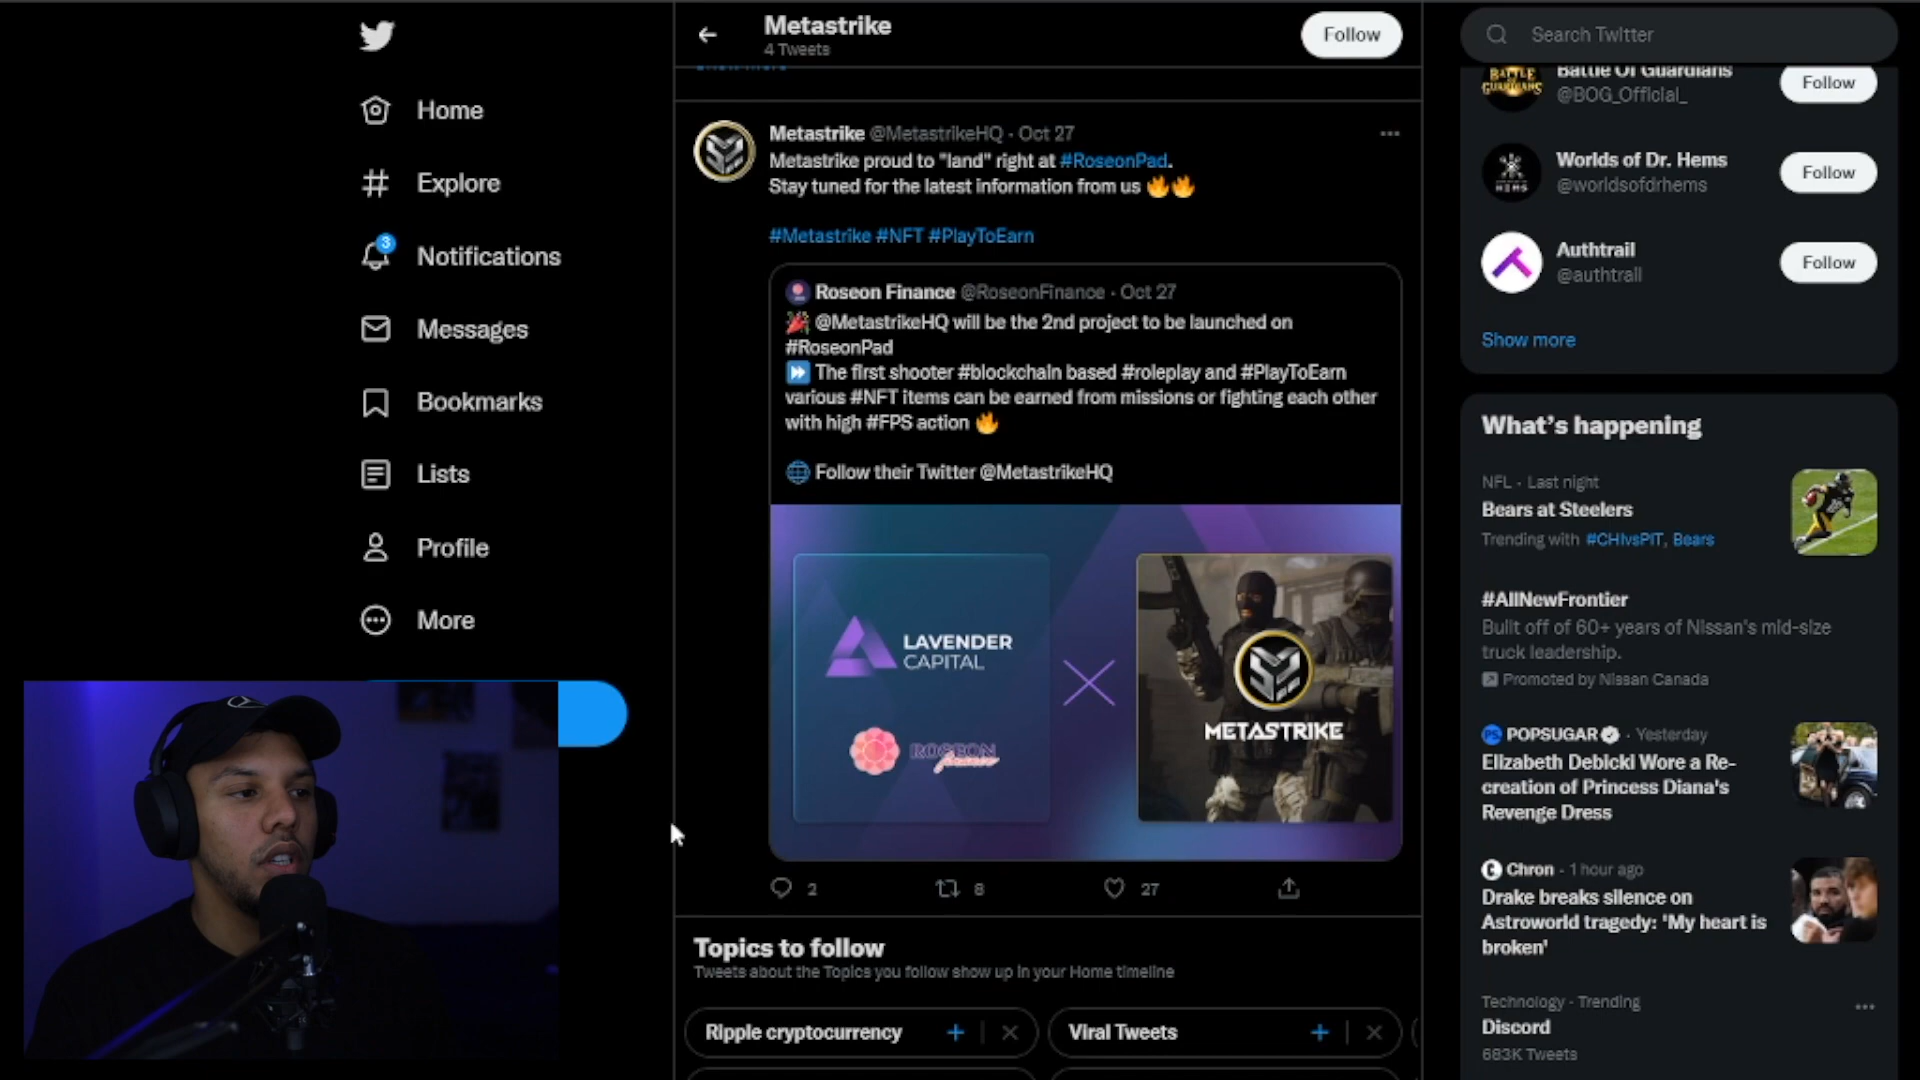 Metastrike
4 Tweets
Follow
Search Twitter
Home
Explore
3
Notifications
Messages
Bookmarks
Lists
Profile
More
Metastrike @MetastrikeHQ · Oct 27
Metastrike proud to "land" right at #RoseonPad.
Stay tuned for the latest information from us 🔥🔥
#Metastrike #NFT #PlayToEarn
Roseon Finance @RoseonFinance · Oct 27
🎉 @MetastrikeHQ will be the 2nd project to be launched on
#RoseonPad
⏩ The first shooter #blockchain based #roleplay and #PlayToEarn
various #NFT items can be earned from missions or fighting each other
with high #FPS action 🔥
🌐 Follow their Twitter @MetastrikeHQ
LAVENDER
CAPITAL
ROSEON
finance
METASTRIKE
2
8
27
Topics to follow
Tweets about the Topics you follow show up in your Home timeline
Ripple cryptocurrency
Viral Tweets
BATTLE
GUARDIANS
Battle Of Guardians
@BOG_Official_
Follow
HEMS
Worlds of Dr. Hems
@worldsofdrhems
Follow
Authtrail
@authtrail
Follow
Show more
What's happening
NFL · Last night
Bears at Steelers
Trending with #CHIvsPIT, Bears
#AllNewFrontier
Built off of 60+ years of Nissan's mid-size
truck leadership.
Promoted by Nissan Canada
PS POPSUGAR · Yesterday
Elizabeth Debicki Wore a Re-
creation of Princess Diana's
Revenge Dress
C Chron · 1 hour ago
Drake breaks silence on
Astroworld tragedy: 'My heart is
broken'
Technology · Trending
Discord
683K Tweets